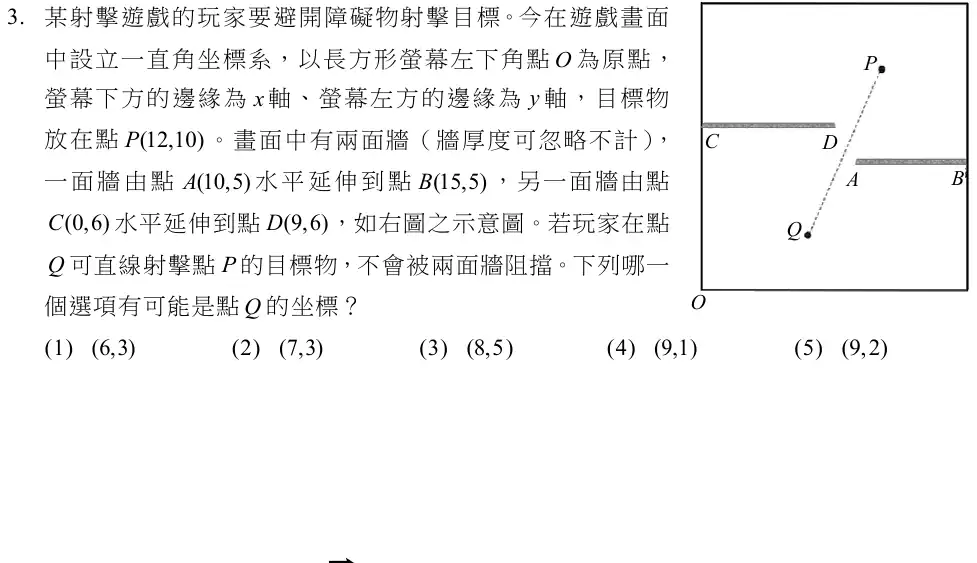 3. 某射擊遊戲的玩家要避開障礙物射擊目標。今在遊戲畫面
中設立一直角坐標系，以長方形螢幕左下角點O為原點，
螢幕下方的邊緣為x軸、螢幕左方的邊緣為y軸，目標物
放在點P(12,10)。畫面中有兩面牆（牆厚度可忽略不計），
一面牆由點A(10,5)水平延伸到點B(15,5)，另一面牆由點
C(0,6)水平延伸到點D(9,6)，如右圖之示意圖。若玩家在點
Q可直線射擊點P的目標物，不會被兩面牆阻擋。下列哪一
個選項有可能是點Q的坐標？
(1) (6,3) (2) (7,3) (3) (8,5) (4) (9,1) (5) (9,2)
P
C D
A B
Q
O